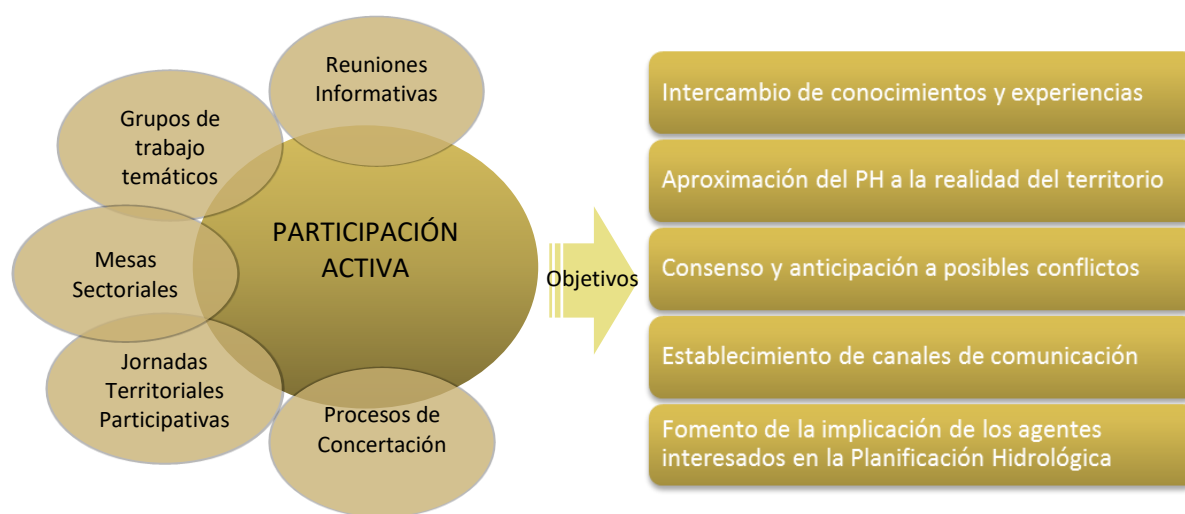 Reuniones
Informativas
Grupos de
trabajo
temáticos
Mesas
Sectoriales
Jornadas
Territoriales
Participativas
Procesos de
Concertación
PARTICIPACIÓN
ACTIVA
Objetivos
Intercambio de conocimientos y experiencias
Aproximación del PH a la realidad del territorio
Consenso y anticipación a posibles conflictos
Establecimiento de canales de comunicación
Fomento de la implicación de los agentes
interesados en la Planificación Hidrológica